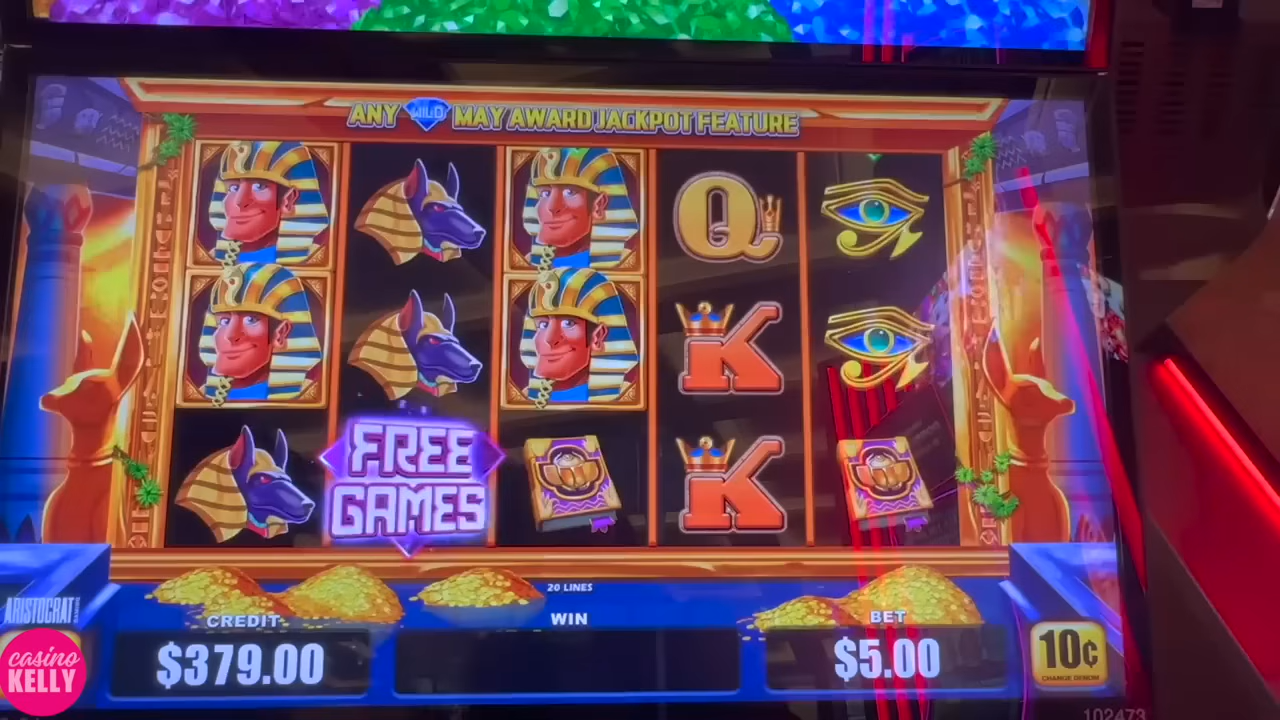 ANY WILD MAY AWARD JACKPOT FEATURE
Q
K
FREE
GAMES
K
20 LINES
ARISTOCRAT
CREDIT
WIN
BET
$379.00
$5.00
10¢
CHANGE DENOM
casino
KELLY
102473